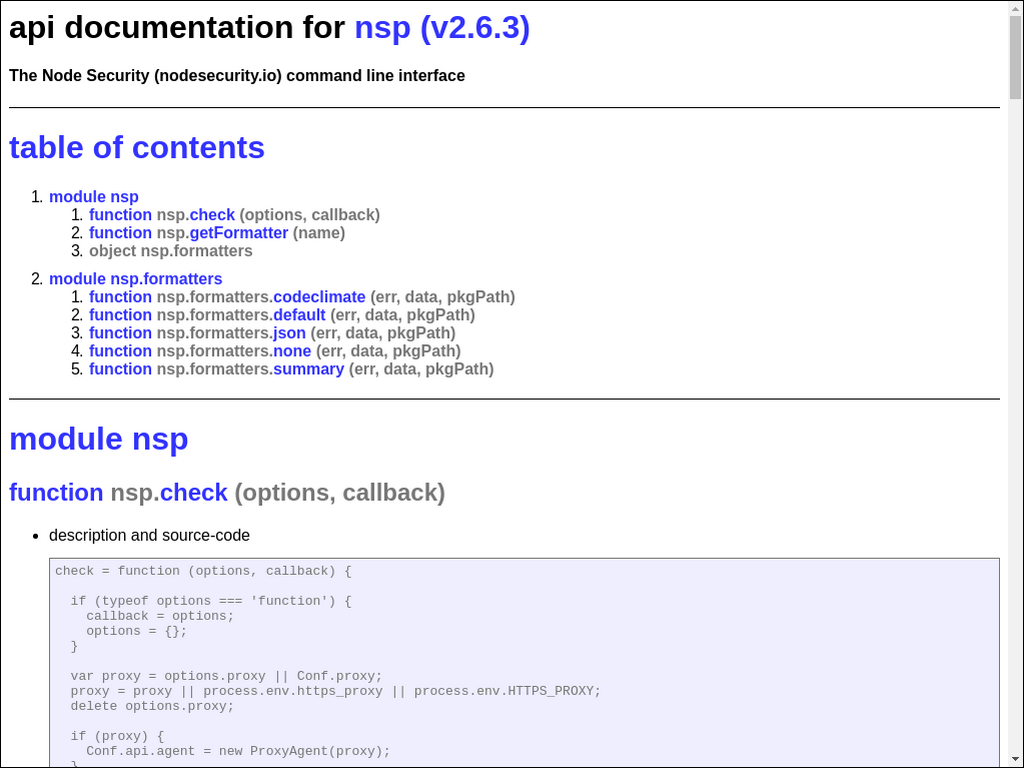 api documentation for nsp (v2.6.3)
The Node Security (nodesecurity.io) command line interface
table of contents
1. module nsp
1. function nsp.check (options, callback)
2. function nsp.getFormatter (name)
3. object nsp.formatters
2. module nsp.formatters
1. function nsp.formatters.codeclimate (err, data, pkgPath)
2. function nsp.formatters.default (err, data, pkgPath)
3. function nsp.formatters.json (err, data, pkgPath)
4. function nsp.formatters.none (err, data, pkgPath)
5. function nsp.formatters.summary (err, data, pkgPath)
module nsp
function nsp.check (options, callback)
• description and source-code
check = function (options, callback) {
if (typeof options === 'function') {
callback = options;
options = {};
}
var proxy = options.proxy || Conf.proxy;
proxy = proxy || process.env.https_proxy || process.env.HTTPS_PROXY;
delete options.proxy;
if (proxy) {
Conf.api.agent = new ProxyAgent(proxy);
}